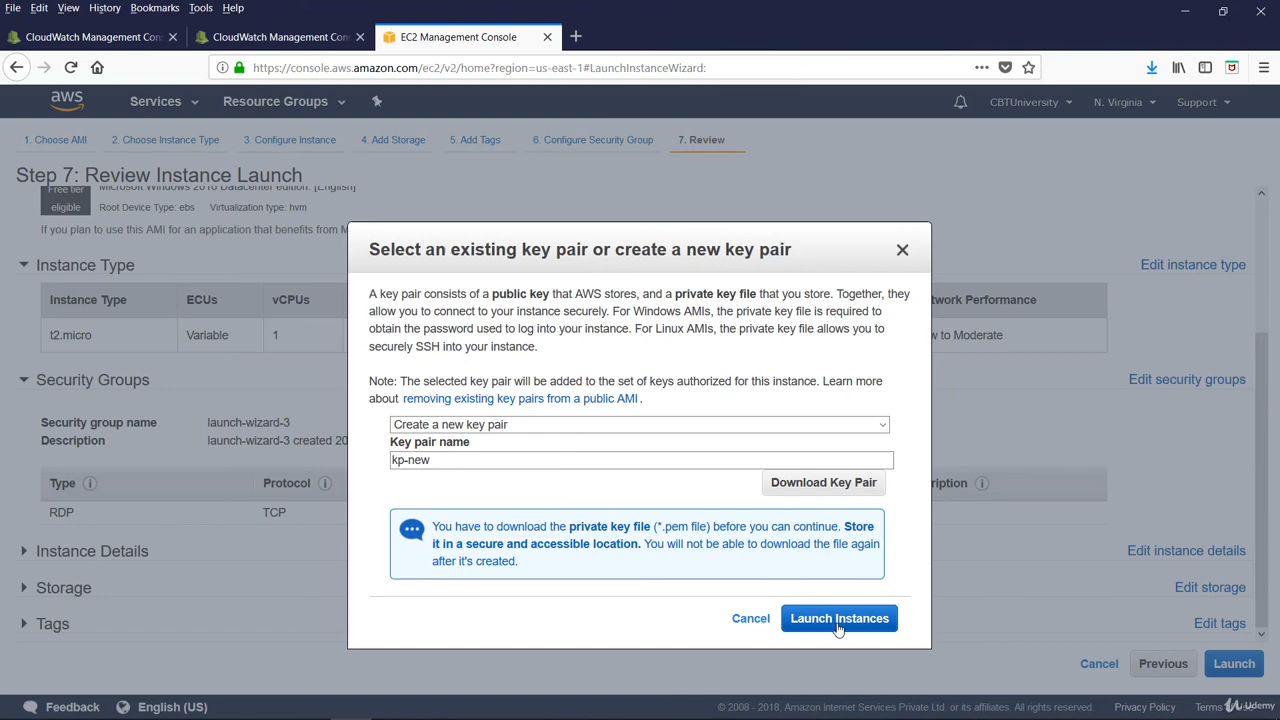 File Edit View History Bookmarks Tools Help
CloudWatch Management Con
CloudWatch Management Cons
EC2 Management Console
https://console.aws.amazon.com/ec2/v2/home?region=us-east-1#LaunchInstanceWizard:
aws Services Resource Groups CBTUniversity N. Virginia Support
1. Choose AMI 2. Choose Instance Type 3. Configure Instance 4. Add Storage 5. Add Tags 6. Configure Security Group 7. Review
Step 7: Review Instance Launch
Free tier eligible
Microsoft Windows 2016 Datacenter edition. [English]
Root Device Type: ebs Virtualization type: hvm
If you plan to use this AMI for an application that benefits from M
Instance Type
Edit instance type
Instance Type ECUs vCPUs work Performance
t2.micro Variable 1 w to Moderate
Security Groups
Edit security groups
Security group name launch-wizard-3
Description launch-wizard-3 created 20
Type Protocol ription
RDP TCP
Instance Details
Edit instance details
Storage
Edit storage
Tags
Edit tags
Select an existing key pair or create a new key pair
A key pair consists of a public key that AWS stores, and a private key file that you store. Together, they
allow you to connect to your instance securely. For Windows AMIs, the private key file is required to
obtain the password used to log into your instance. For Linux AMIs, the private key file allows you to
securely SSH into your instance.
Note: The selected key pair will be added to the set of keys authorized for this instance. Learn more
about removing existing key pairs from a public AMI.
Create a new key pair
Key pair name
kp-new
Download Key Pair
You have to download the private key file (*.pem file) before you can continue. Store
it in a secure and accessible location. You will not be able to download the file again
after it's created.
Cancel Launch Instances
Cancel Previous Launch
Feedback English (US) © 2008 - 2018, Amazon Internet Services Private Ltd. or its affiliates. All rights reserved. Privacy Policy Terms
Udemy